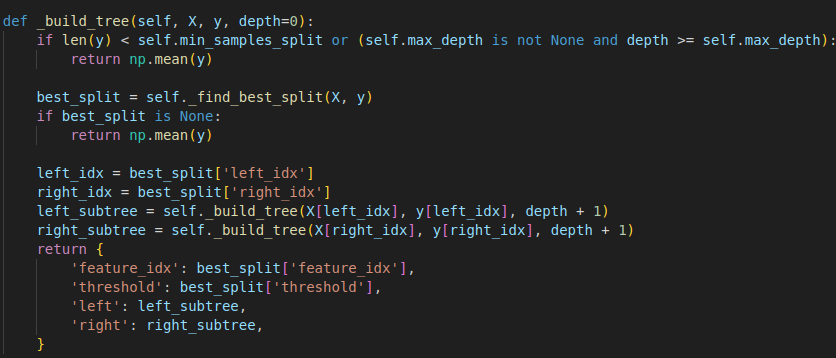 def _build_tree(self, X, y, depth=0):
    if len(y) < self.min_samples_split or (self.max_depth is not None and depth >= self.max_depth):
        return np.mean(y)

    best_split = self._find_best_split(X, y)
    if best_split is None:
        return np.mean(y)

    left_idx = best_split['left_idx']
    right_idx = best_split['right_idx']
    left_subtree = self._build_tree(X[left_idx], y[left_idx], depth + 1)
    right_subtree = self._build_tree(X[right_idx], y[right_idx], depth + 1)
    return {
        'feature_idx': best_split['feature_idx'],
        'threshold': best_split['threshold'],
        'left': left_subtree,
        'right': right_subtree,
    }